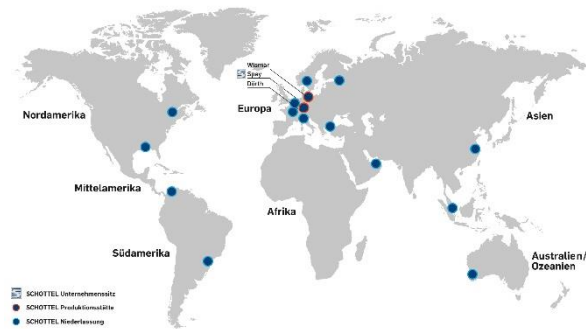 Wismar
Spay
Dörth
Europa
Nordamerika
Asien
Mittelamerika
Afrika
Südamerika
Australien/
Ozeanien
SCHOTTEL Unternehmenssitz
SCHOTTEL Produktionsstätte
SCHOTTEL Niederlassung